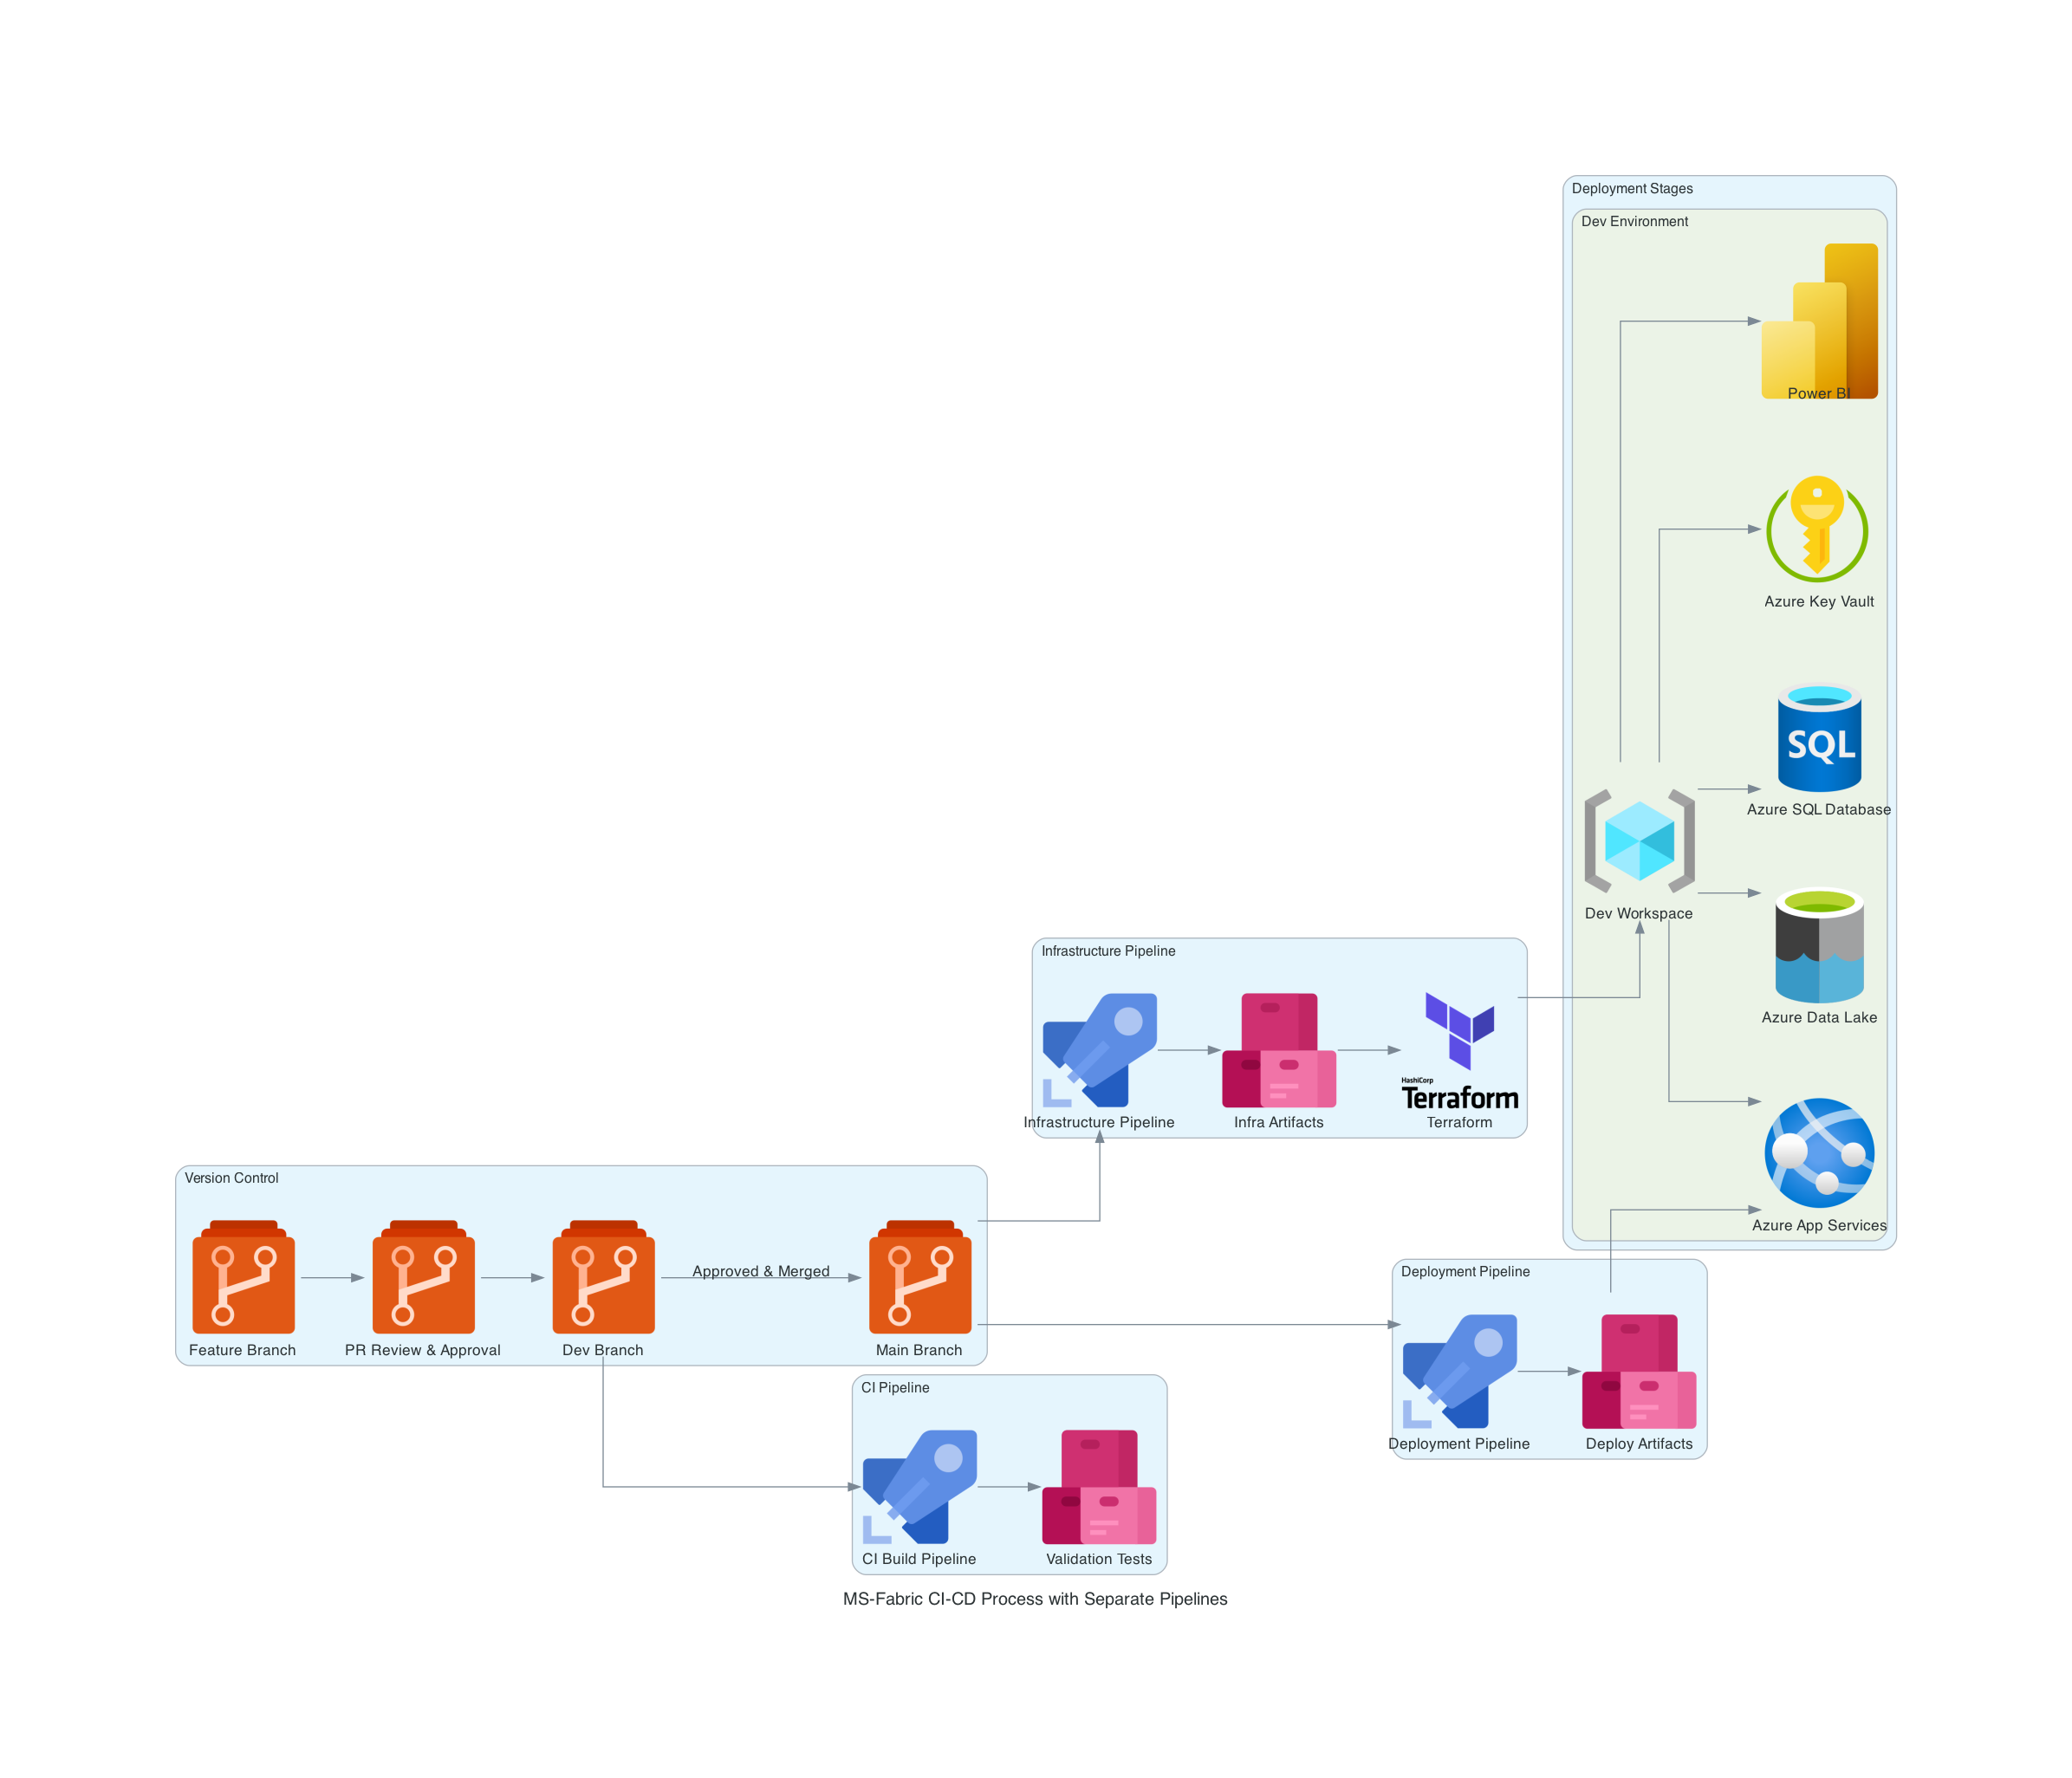 Deployment Stages
Dev Environment
Power BI
Azure Key Vault
SQL
Azure SQL Database
Dev Workspace
Azure Data Lake
Azure App Services
Infrastructure Pipeline
HashiCorp
Terraform
Infrastructure Pipeline
Infra Artifacts
Terraform
Version Control
Approved & Merged
Feature Branch
PR Review & Approval
Dev Branch
Main Branch
Deployment Pipeline
Deployment Pipeline
Deploy Artifacts
CI Pipeline
CI Build Pipeline
Validation Tests
MS-Fabric CI-CD Process with Separate Pipelines